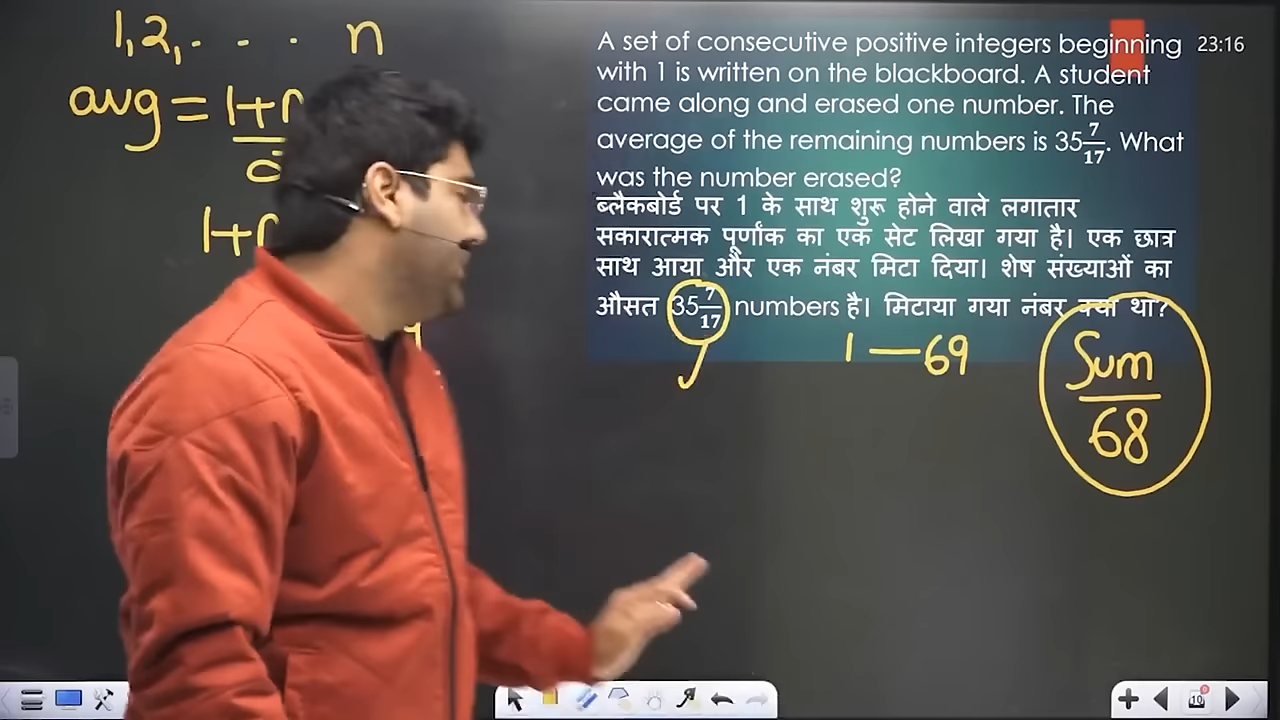 1,2,. . . n
avg = 1+
1+
A set of consecutive positive integers beginning
with 1 is written on the blackboard. A student
came along and erased one number. The
average of the remaining numbers is 35 7/17. What
was the number erased?
ब्लैकबोर्ड पर 1 के साथ शुरू होने वाले लगातार
सकारात्मक पूर्णांक का एक सेट लिखा गया है। एक छात्र
साथ आया और एक नंबर मिटा दिया। शेष संख्याओं का
औसत 35 7/17 numbers है। मिटाया गया नंबर क्या था?
1 — 69
Sum
68
23:16
10